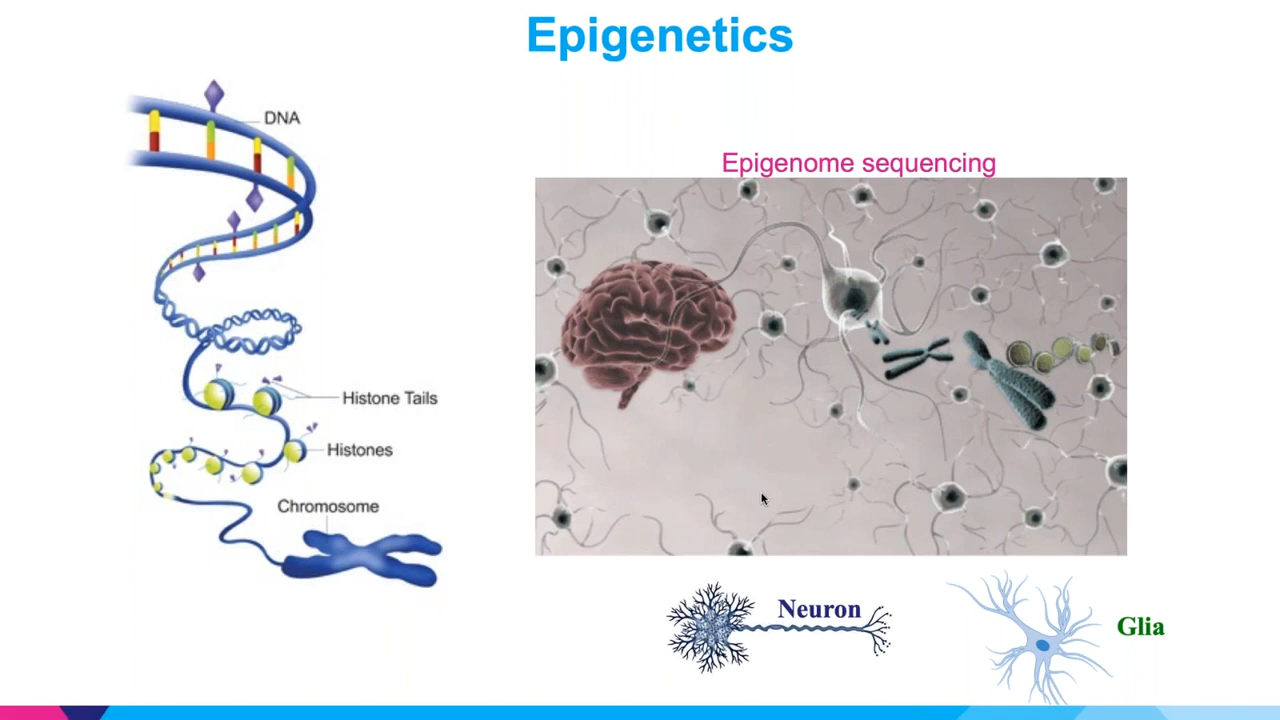 Epigenetics
DNA
Histone Tails
Histones
Chromosome
Epigenome sequencing
Neuron
Glia